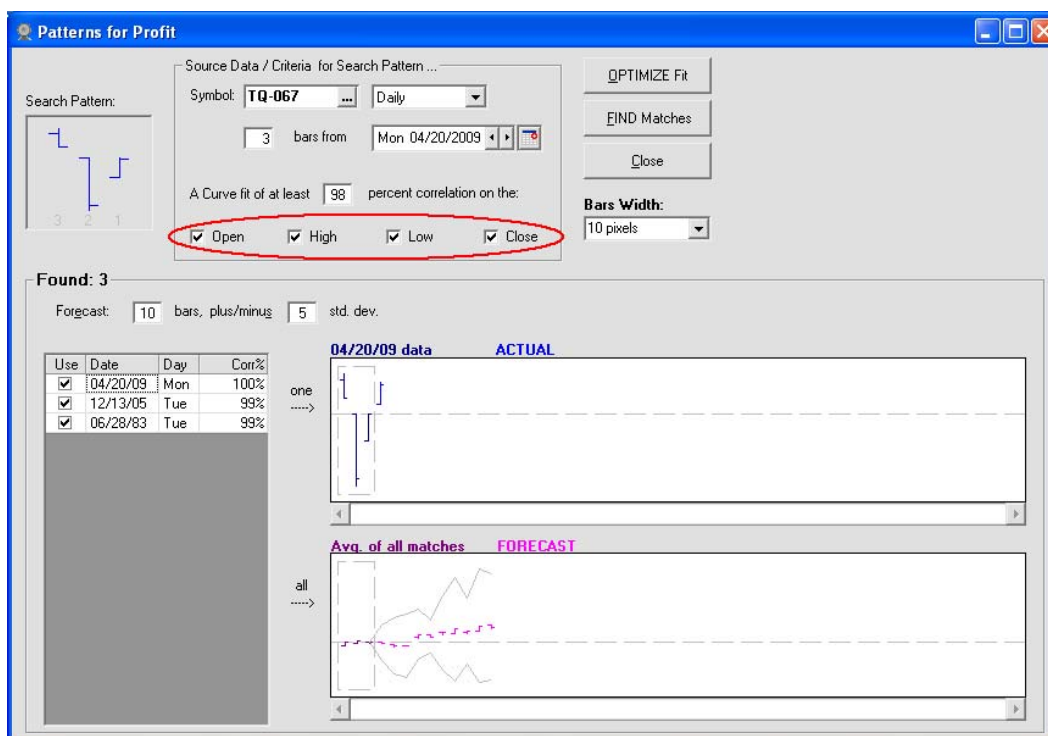 Patterns for Profit
Source Data / Criteria for Search Pattern ...
Search Pattern:
3 2 1
Symbol: TQ-067 ... Daily
3 bars from Mon 04/20/2009
A Curve fit of at least 98 percent correlation on the:
Open High Low Close
OPTIMIZE Fit
FIND Matches
Close
Bars Width:
10 pixels
Found: 3
Forecast: 10 bars, plus/minus 5 std. dev.
Use Date Day Corr%
04/20/09 Mon 100%
12/13/05 Tue 99%
06/28/83 Tue 99%
one
----->
04/20/09 data ACTUAL
all
----->
Avg. of all matches FORECAST